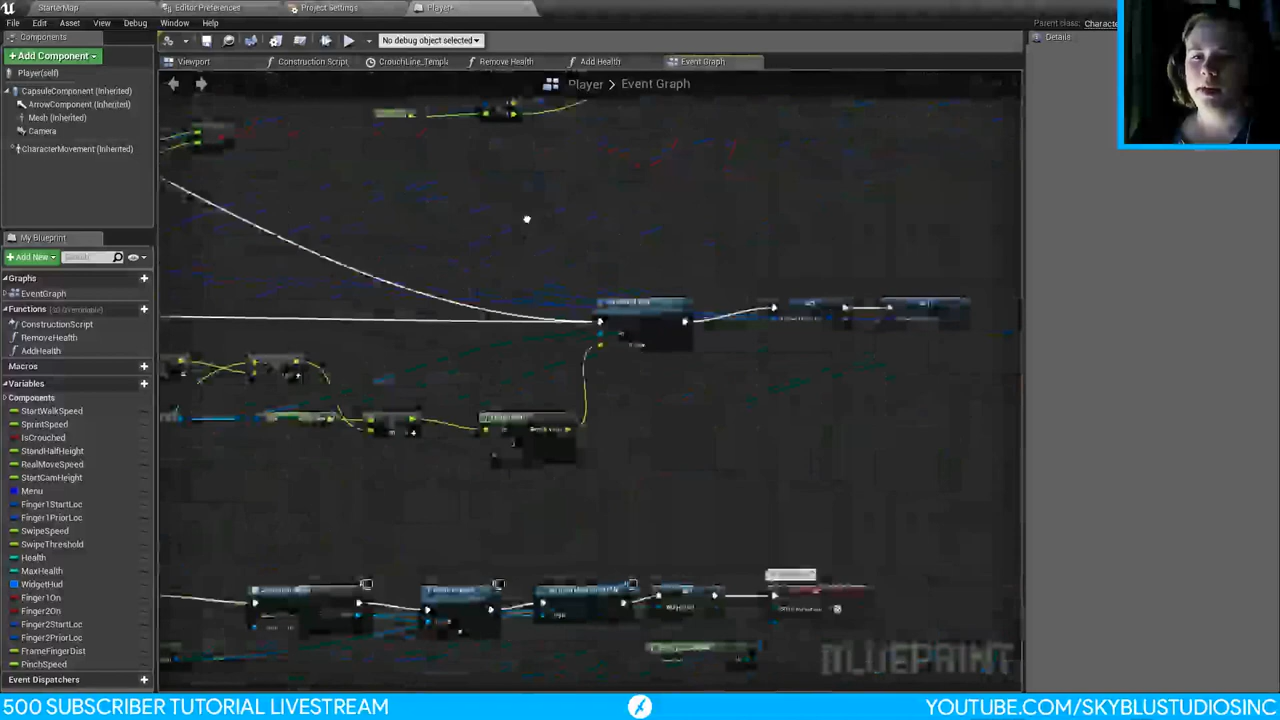 StarterMap
Editor Preferences
Project Settings
Player*
File Edit Asset View Debug Window Help
Parent class: Characte
Components
Details
+ Add Component
No debug object selected
Player(self)
Viewport
Construction Script
CrouchLine_Templ
Remove Health
Add Health
Event Graph
Player > Event Graph
CapsuleComponent (Inherited)
ArrowComponent (Inherited)
Mesh (Inherited)
Camera
CharacterMovement (Inherited)
My Blueprint
+ Add New
Search
Graphs
EventGraph
Functions
ConstructionScript
RemoveHealth
AddHealth
Macros
Variables
Components
StartWalkSpeed
SprintSpeed
IsCrouched
StandHalfHeight
RealMoveSpeed
StartCamHeight
Menu
Finger1StartLoc
Finger1PriorLoc
SwipeSpeed
SwipeThreshold
Health
MaxHealth
WidgetHud
Finger1On
Finger2On
Finger2StartLoc
Finger2PriorLoc
FrameFingerDist
PinchSpeed
Event Dispatchers
BLUEPRINT
500 SUBSCRIBER TUTORIAL LIVESTREAM
YOUTUBE.COM/SKYBLUSTUDIOSINC